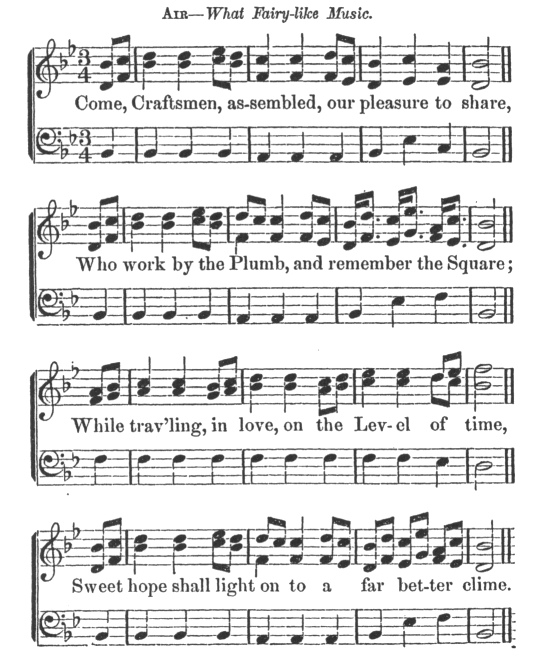 AIR—What Fairy-like Music.
3 4
Come, Craftsmen, as-sembled, our pleasure to share,
3 4
Who work by the Plumb, and remember the Square;
While trav'ling, in love, on the Lev- el of time,
Sweet hope shall light on to a far bet-ter clime.